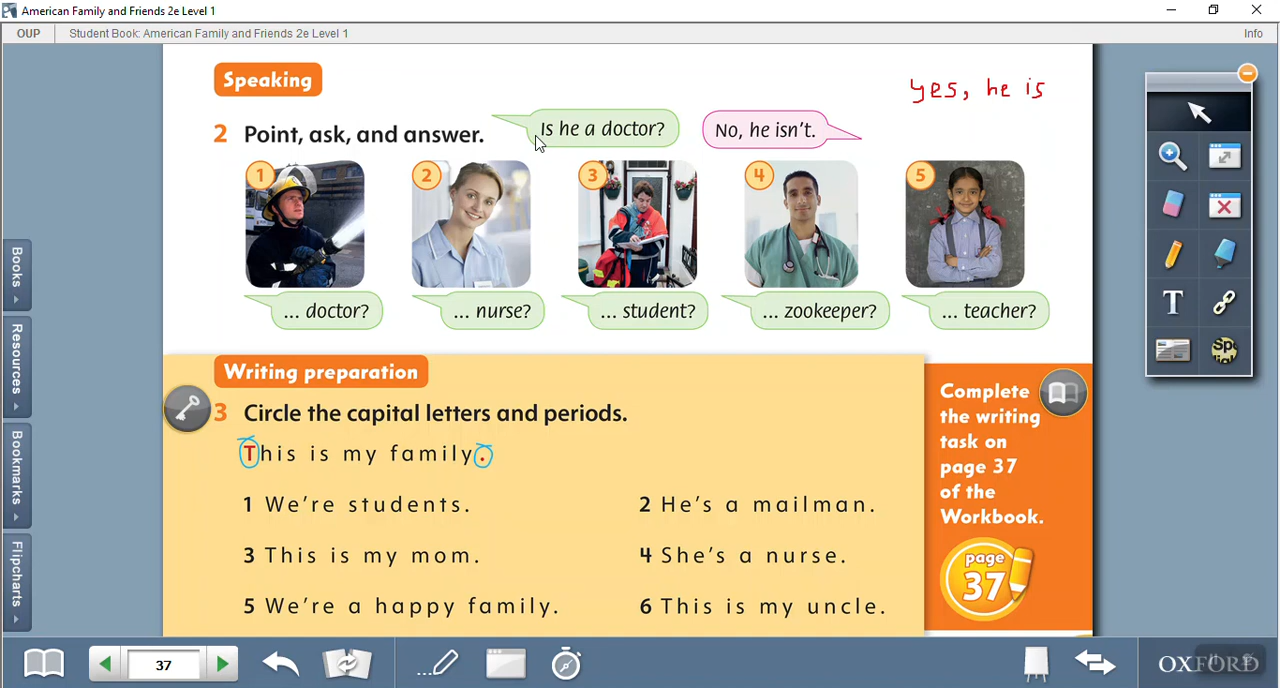 American Family and Friends 2e Level 1
OUP Student Book: American Family and Friends 2e Level 1 Info
Speaking
yes, he is
2 Point, ask, and answer.
Is he a doctor?
No, he isn't.
1 2 3 4 5
... doctor? ... nurse? ... student? ... zookeeper? ... teacher?
Writing preparation
3 Circle the capital letters and periods.
This is my family.
1 We're students. 2 He's a mailman.
3 This is my mom. 4 She's a nurse.
5 We're a happy family. 6 This is my uncle.
Complete
the writing
task on
page 37
of the
Workbook.
page
37
Books
Resources
Bookmarks
Flipcharts
T
37
OXFORD